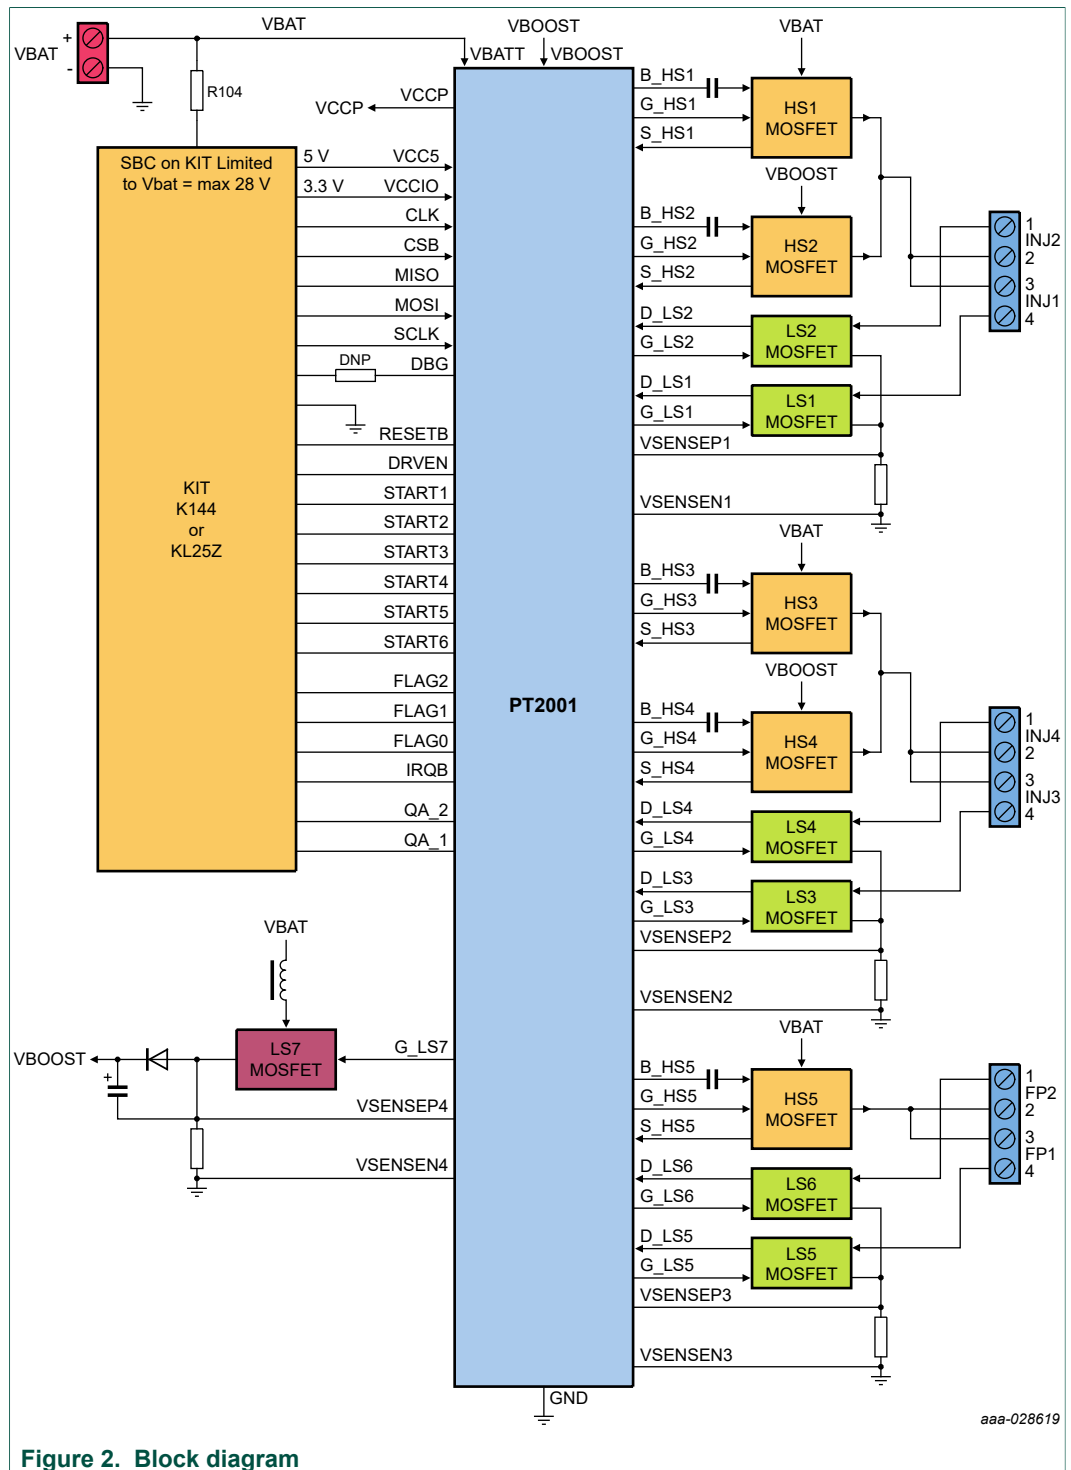 VBAT
+
-
VBAT
R104
VBATT
VBOOST
VBOOST
VCCP
VCCP
SBC on KIT Limited
to Vbat = max 28 V
5 V
VCC5
3.3 V
VCCIO
CLK
CSB
MISO
MOSI
SCLK
DNP
DBG
RESETB
DRVEN
START1
START2
START3
START4
START5
START6
FLAG2
FLAG1
FLAG0
IRQB
QA_2
QA_1
KIT
K144
or
KL25Z
VBAT
VBOOST
+
LS7
MOSFET
G_LS7
VSENSEP4
VSENSEN4
PT2001
GND
VBAT
B_HS1
G_HS1
S_HS1
HS1
MOSFET
VBOOST
B_HS2
G_HS2
S_HS2
HS2
MOSFET
D_LS2
G_LS2
LS2
MOSFET
D_LS1
G_LS1
LS1
MOSFET
VSENSEP1
VSENSEN1
1
INJ2
2
3
INJ1
4
VBAT
B_HS3
G_HS3
S_HS3
HS3
MOSFET
VBOOST
B_HS4
G_HS4
S_HS4
HS4
MOSFET
D_LS4
G_LS4
LS4
MOSFET
D_LS3
G_LS3
LS3
MOSFET
VSENSEP2
VSENSEN2
1
INJ4
2
3
INJ3
4
VBAT
B_HS5
G_HS5
S_HS5
HS5
MOSFET
D_LS6
G_LS6
LS6
MOSFET
D_LS5
G_LS5
LS5
MOSFET
VSENSEP3
VSENSEN3
1
FP2
2
3
FP1
4
aaa-028619
Figure 2. Block diagram